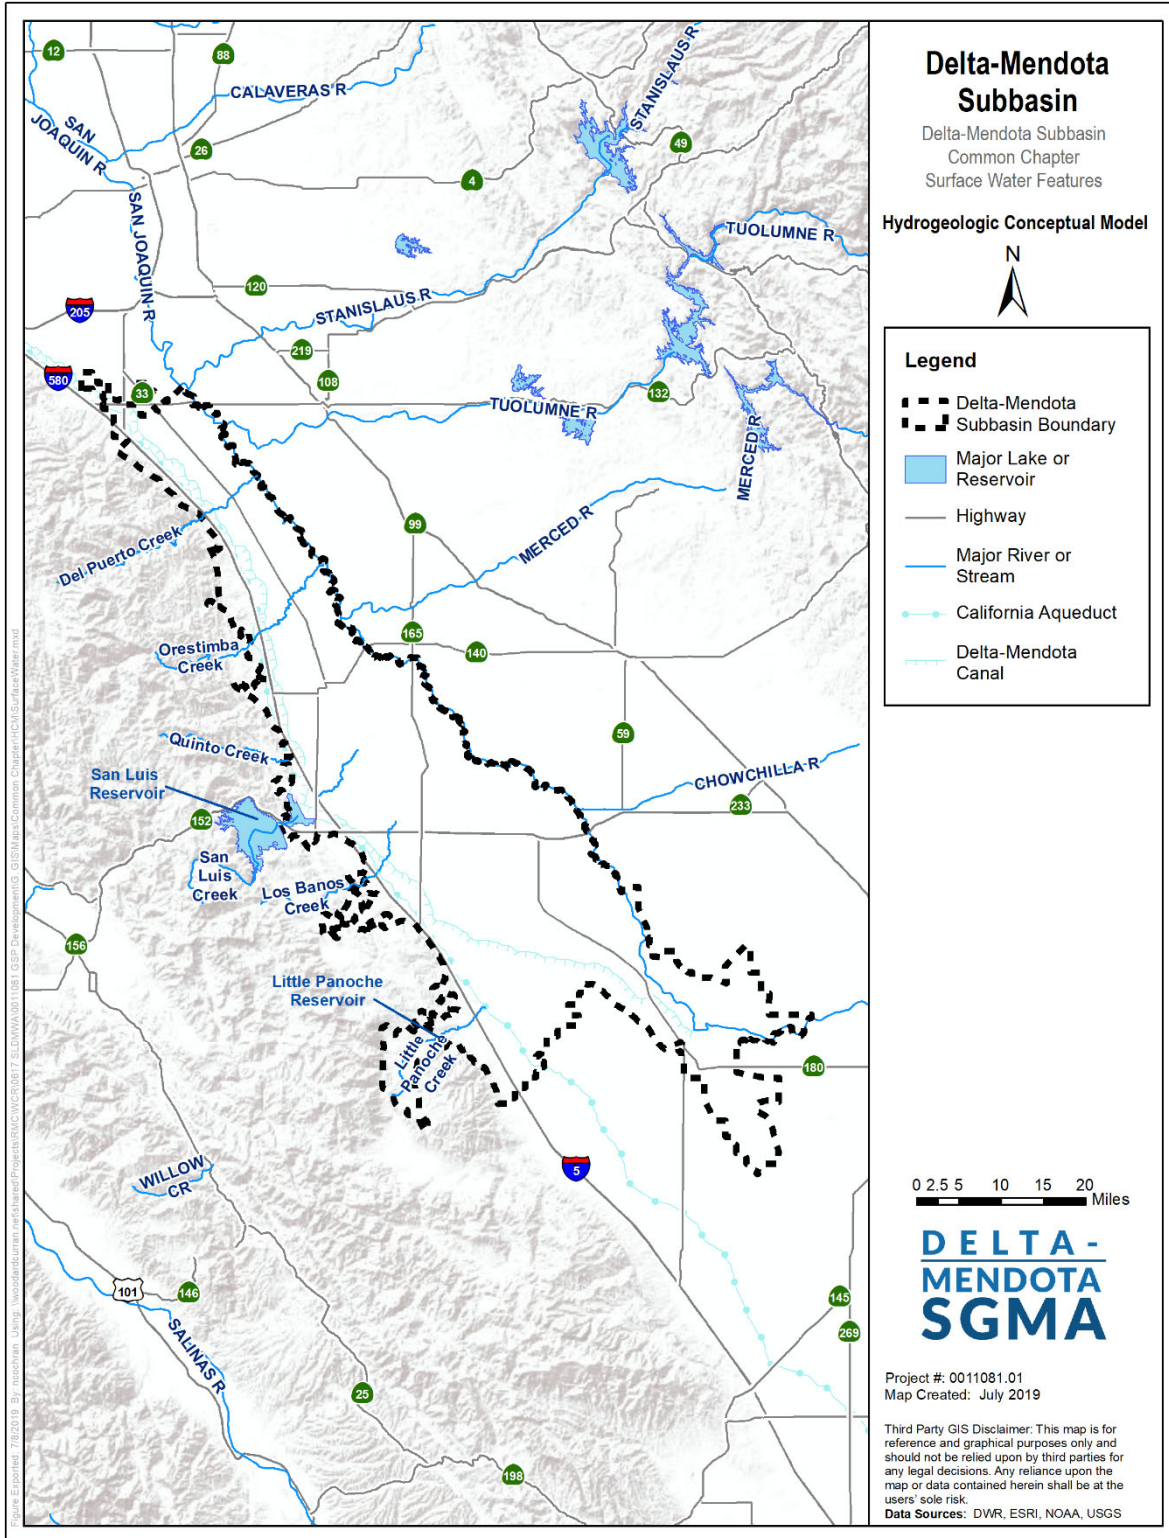 12
88
CALAVERAS R
STANISLAUS R
SAN
JOAQUIN R
26
49
4
SAN JOAQUIN R
TUOLUMNE R
120
205
STANISLAUS R
219
580
33
108
132
TUOLUMNE R
MERCED R
99
MERCED R
Del Puerto Creek
165
140
Orestimba
Creek
59
Quinto Creek
CHOWCHILLA R
San Luis
Reservoir
233
152
San
Luis
Creek
Los Banos
Creek
156
Little Panoche
Reservoir
Little
Panoche
Creek
180
5
WILLOW
CR
101
146
145
269
SALINAS R
25
198
Delta-Mendota
Subbasin
Delta-Mendota Subbasin
Common Chapter
Surface Water Features
Hydrogeologic Conceptual Model
N
Legend
Delta-Mendota
Subbasin Boundary
Major Lake or
Reservoir
Highway
Major River or
Stream
California Aqueduct
Delta-Mendota
Canal
0 2.5 5 10 15 20
Miles
DELTA-
MENDOTA
SGMA
Project #: 0011081.01
Map Created: July 2019
Third Party GIS Disclaimer: This map is for
reference and graphical purposes only and
should not be relied upon by third parties for
any legal decisions. Any reliance upon the
map or data contained herein shall be at the
users' sole risk.
Data Sources: DWR, ESRI, NOAA, USGS